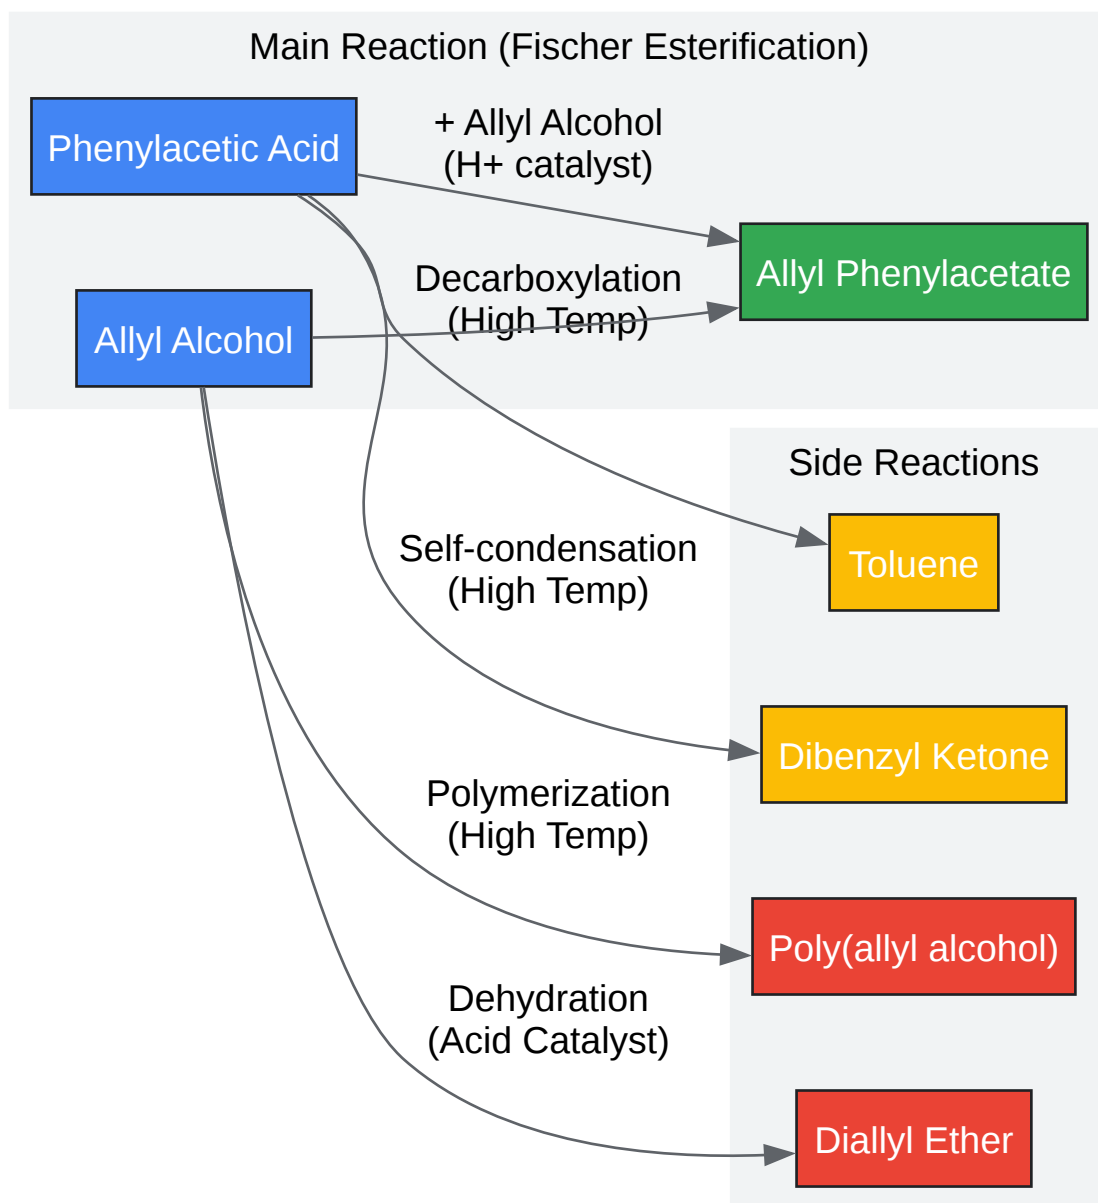 Main Reaction (Fischer Esterification)
Phenylacetic Acid
+ Allyl Alcohol
(H+ catalyst)
Allyl Phenylacetate
Decarboxylation
(High Temp)
Allyl Alcohol
Side Reactions
Toluene
Self-condensation
(High Temp)
Dibenzyl Ketone
Polymerization
(High Temp)
Poly(allyl alcohol)
Dehydration
(Acid Catalyst)
Diallyl Ether